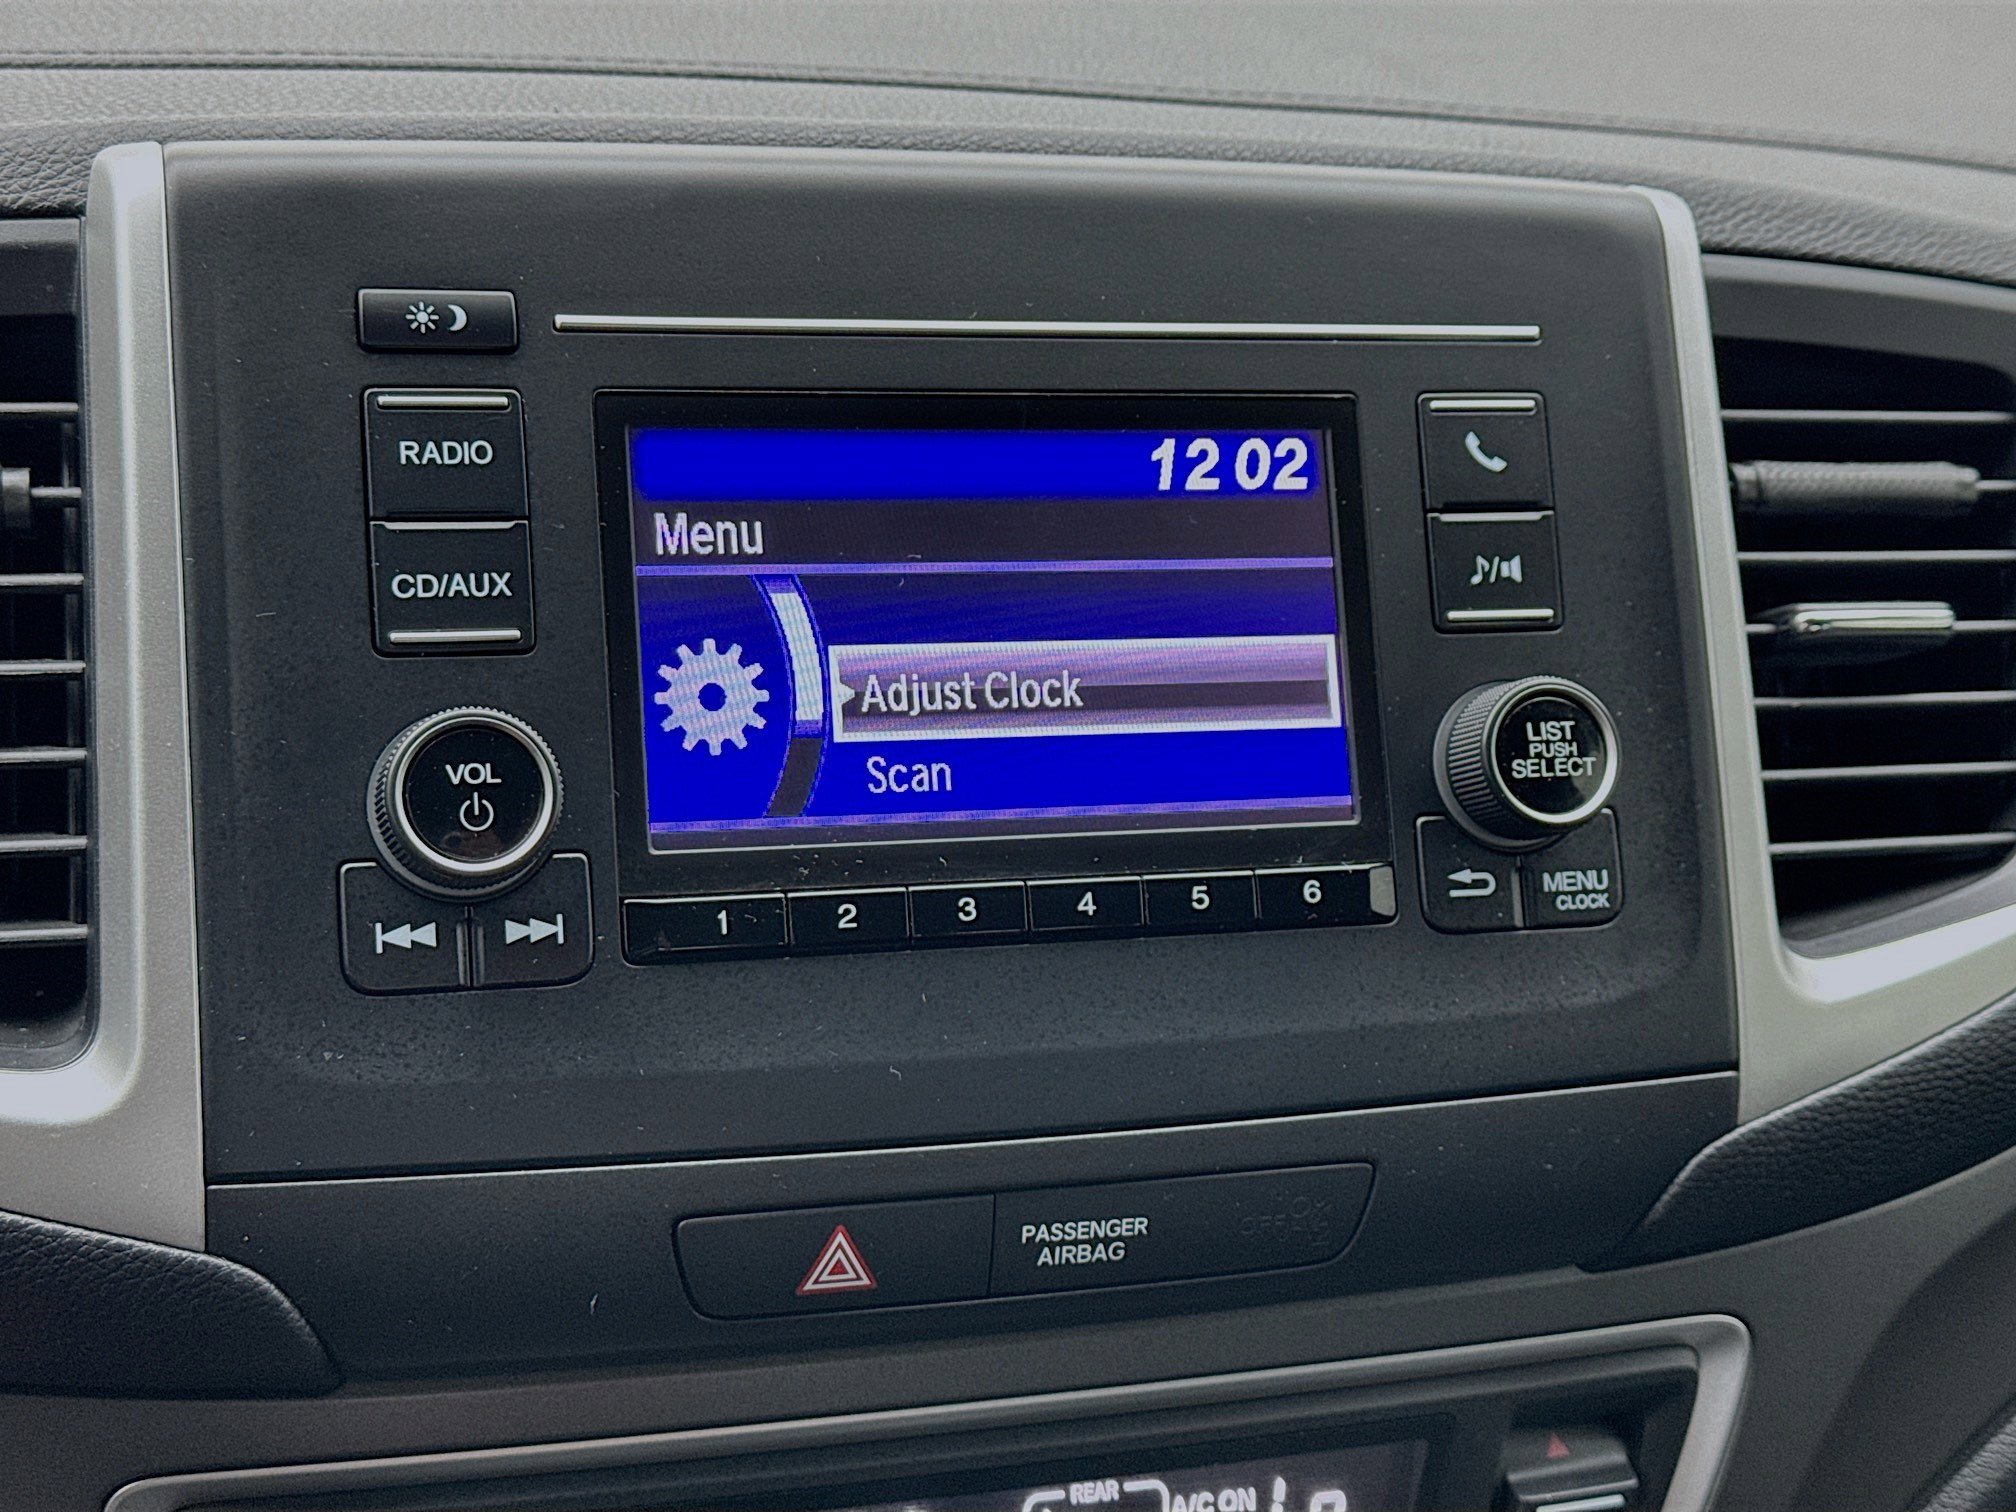 RADIO
CD/AUX
VOL
12 02
Menu
Adjust Clock
Scan
LIST
PUSH
SELECT
MENU
CLOCK
1 2 3 4 5 6
PASSENGER
AIRBAG
OFF
REAR
A/C ON